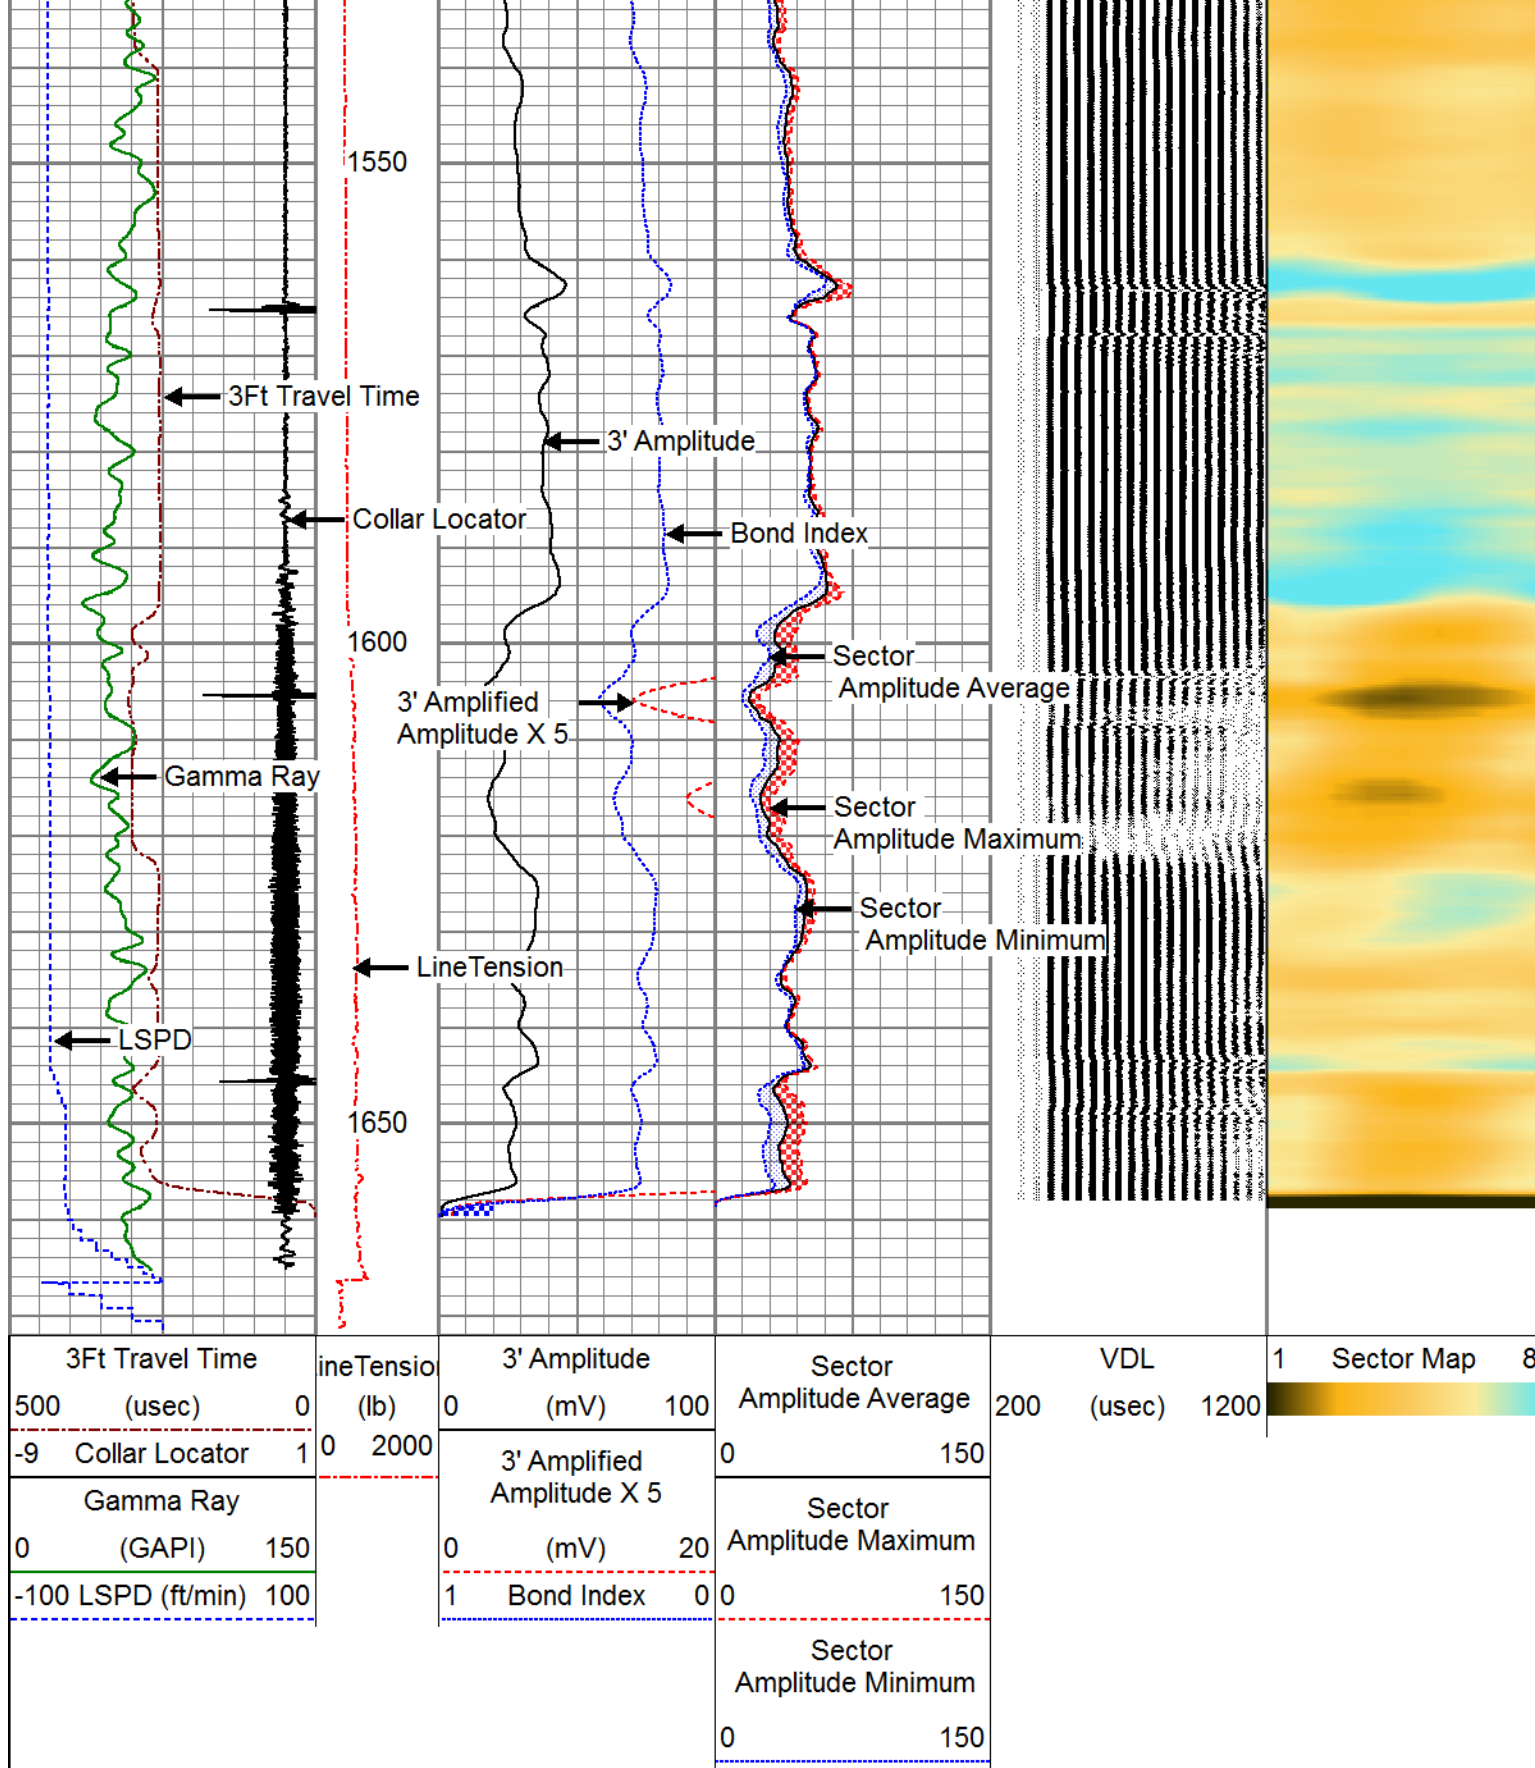 1550
3Ft Travel Time
3' Amplitude
Collar Locator
Bond Index
1600
Sector
Amplitude Average
3' Amplified
Amplitude X 5
Gamma Ray
Sector
Amplitude Maximum
Sector
Amplitude Minimum
LineTension
LSPD
1650
3Ft Travel Time
500 (usec) 0
-9 Collar Locator 1
Gamma Ray
0 (GAPI) 150
-100 LSPD (ft/min) 100
ineTension
(lb)
0 2000
3' Amplitude
0 (mV) 100
3' Amplified
Amplitude X 5
0 (mV) 20
1 Bond Index 0
Sector
Amplitude Average
0 150
Sector
Amplitude Maximum
0 150
Sector
Amplitude Minimum
0 150
VDL
200 (usec) 1200
1 Sector Map 8